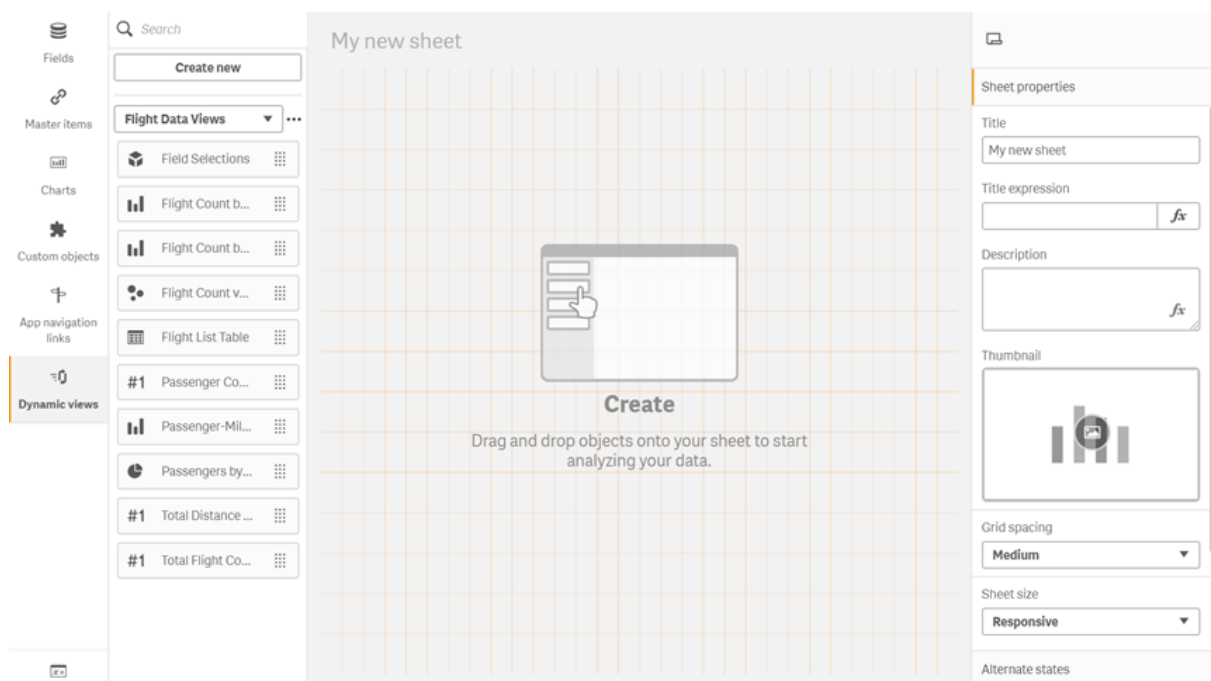 Fields
Master items
Charts
Custom objects
App navigation
links
Dynamic views
Search
Create new
Flight Data Views
Field Selections
Flight Count b...
Flight Count b...
Flight Count v...
Flight List Table
#1 Passenger Co...
Passenger-Mil...
Passengers by...
#1 Total Distance ...
#1 Total Flight Co...
My new sheet
Create
Drag and drop objects onto your sheet to start
analyzing your data.
Sheet properties
Title
My new sheet
Title expression
fx
Description
fx
Thumbnail
Grid spacing
Medium
Sheet size
Responsive
Alternate states